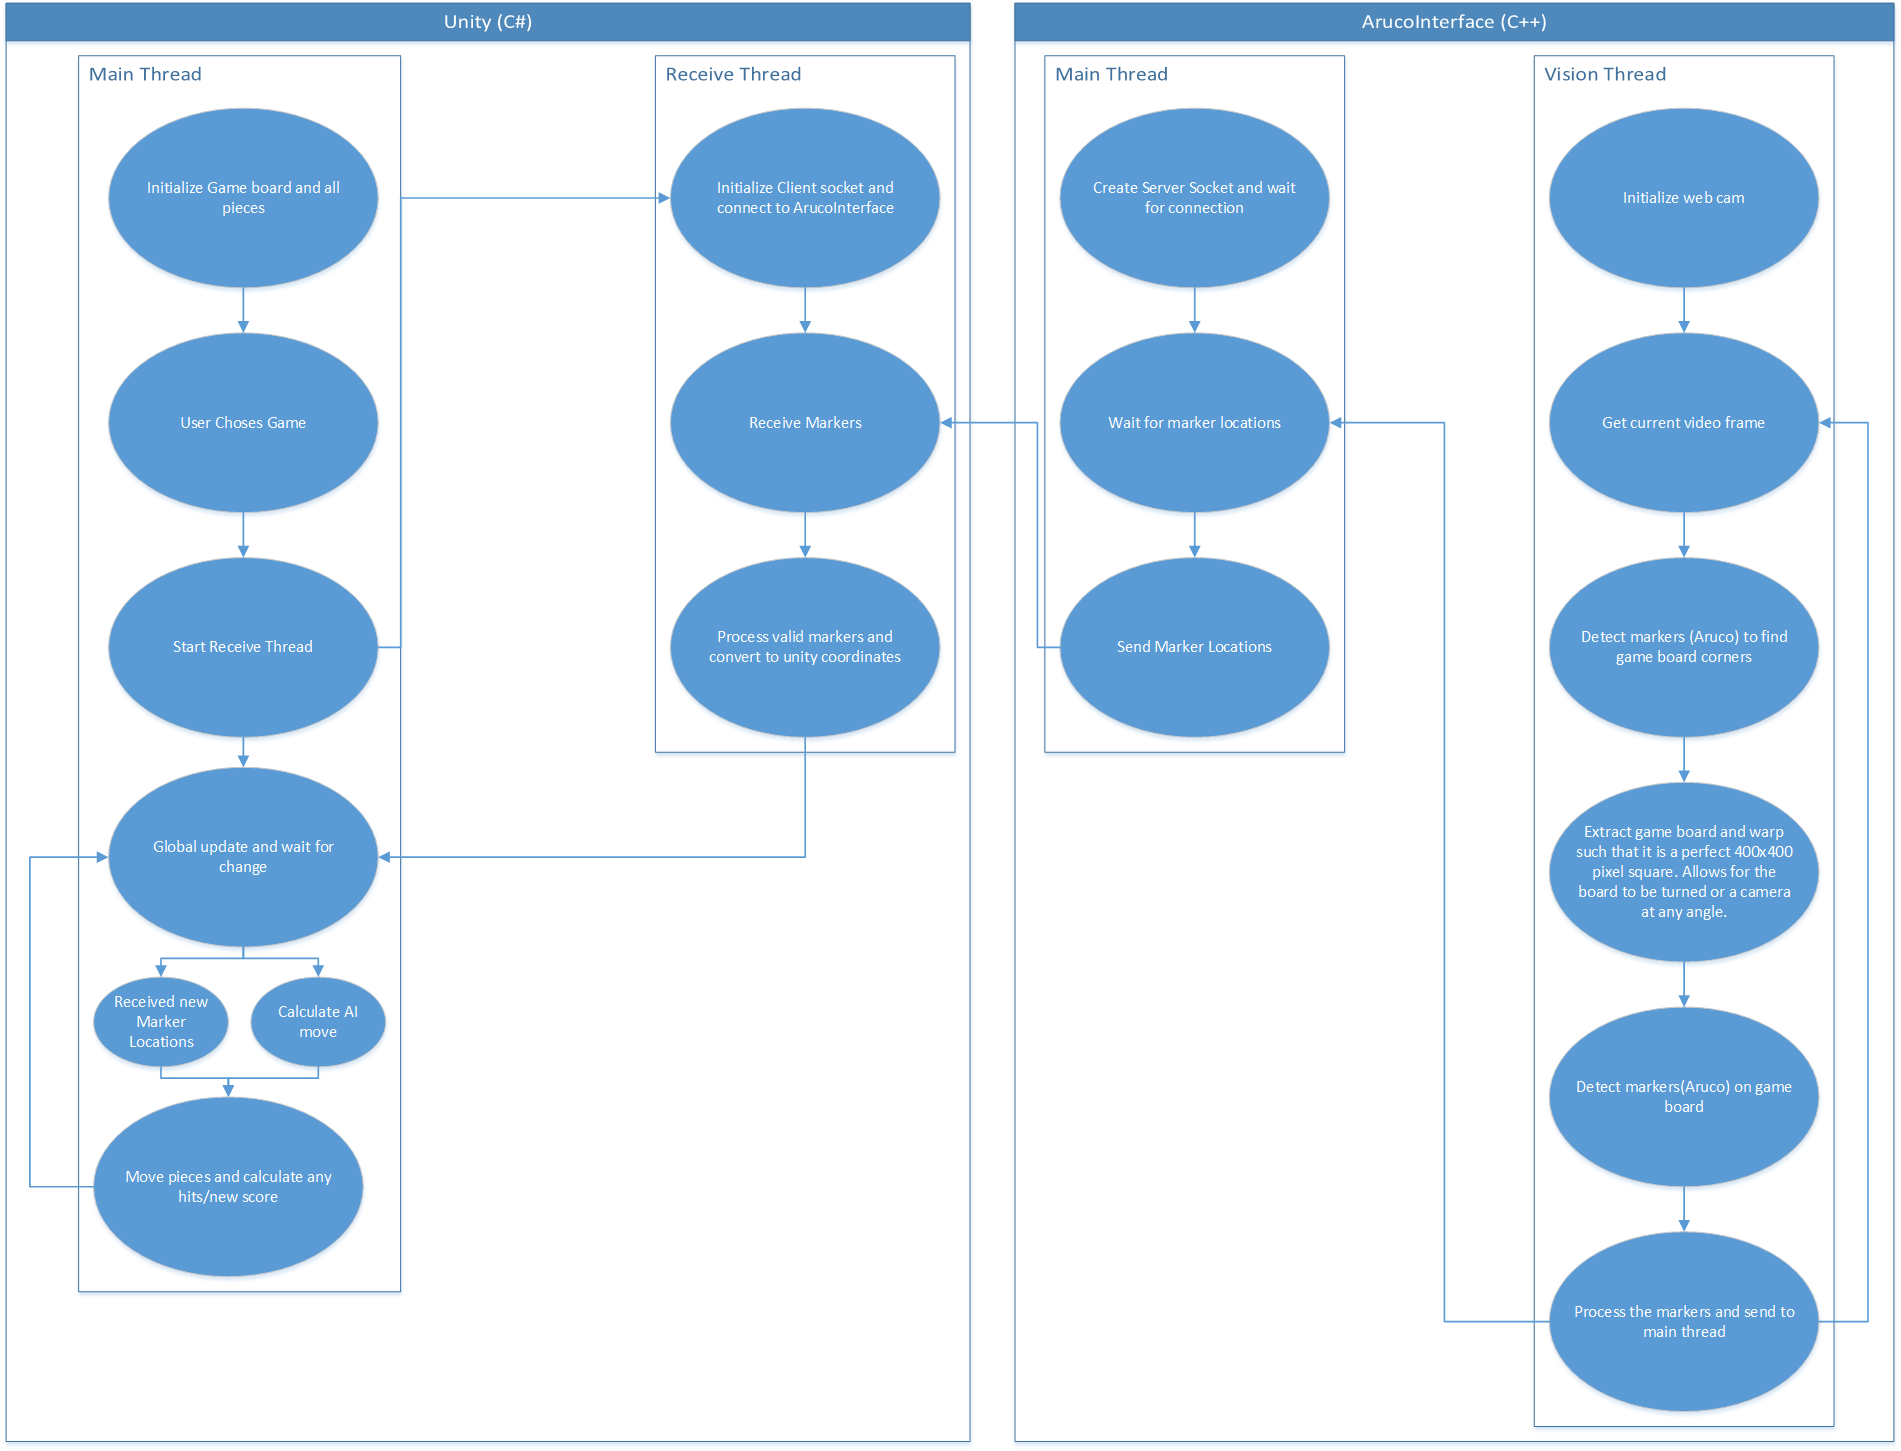 Unity (C#)
Main Thread
Initialize Game board and all
pieces
User Choses Game
Start Receive Thread
Global update and wait for
change
Received new
Marker
Locations
Calculate AI
move
Move pieces and calculate any
hits/new score
Receive Thread
Initialize Client socket and
connect to ArucoInterface
Receive Markers
Process valid markers and
convert to unity coordinates
ArucoInterface (C++)
Main Thread
Create Server Socket and wait
for connection
Wait for marker locations
Send Marker Locations
Vision Thread
Initialize web cam
Get current video frame
Detect markers (Aruco) to find
game board corners
Extract game board and warp
such that it is a perfect 400x400
pixel square. Allows for the
board to be turned or a camera
at any angle.
Detect markers(Aruco) on game
board
Process the markers and send to
main thread